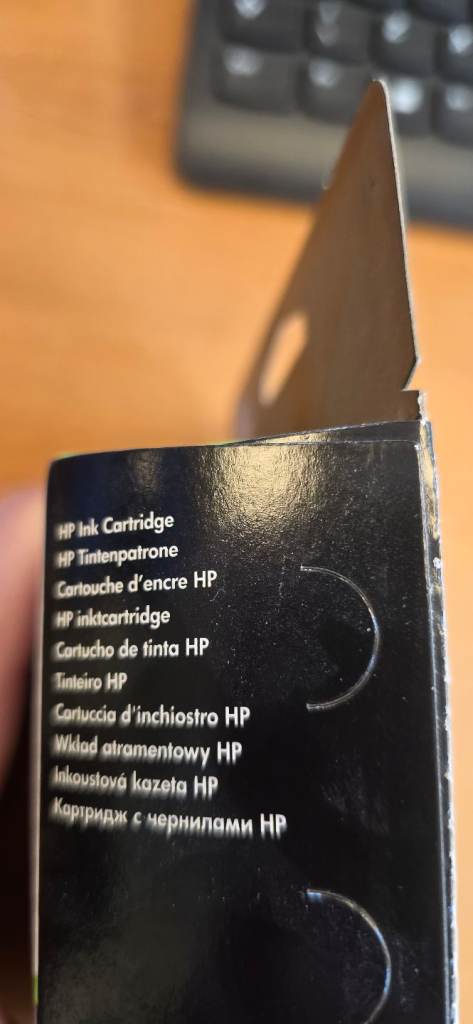 HP Ink Cartridge
HP Tintenpatrone
Cartouche d'encre HP
HP inktcartridge
Cartucho de tinta HP
Tinteiro HP
Cartuccia d'inchiostro HP
Wkład atramentowy HP
Inkoustová kazeta HP
Картридж с чернилами HP